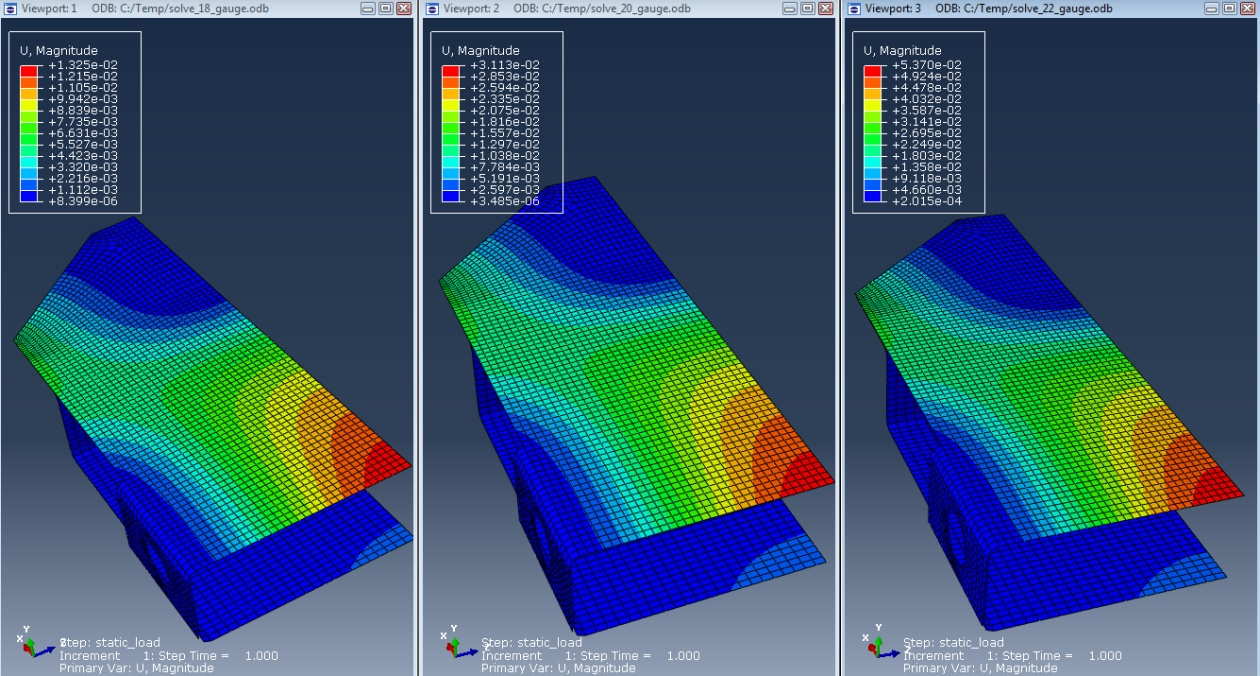 Viewport: 1 ODB: C:/Temp/solve_18_gauge.odb
U, Magnitude
+1.325e-02
+1.215e-02
+1.105e-02
+9.942e-03
+8.839e-03
+7.735e-03
+6.631e-03
+5.527e-03
+4.423e-03
+3.320e-03
+2.216e-03
+1.112e-03
+8.399e-06
Y
X
Z
Step: static_load
Increment 1: Step Time = 1.000
Primary Var: U, Magnitude
Viewport: 2 ODB: C:/Temp/solve_20_gauge.odb
U, Magnitude
+3.113e-02
+2.853e-02
+2.594e-02
+2.335e-02
+2.075e-02
+1.816e-02
+1.557e-02
+1.297e-02
+1.038e-02
+7.784e-03
+5.191e-03
+2.597e-03
+3.485e-06
Y
X
Step: static_load
Increment 1: Step Time = 1.000
Primary Var: U, Magnitude
Viewport: 3 ODB: C:/Temp/solve_22_gauge.odb
U, Magnitude
+5.370e-02
+4.924e-02
+4.478e-02
+4.032e-02
+3.587e-02
+3.141e-02
+2.695e-02
+2.249e-02
+1.803e-02
+1.358e-02
+9.118e-03
+4.660e-03
+2.015e-04
Y
X
Step: static_load
Increment 1: Step Time = 1.000
Primary Var: U, Magnitude